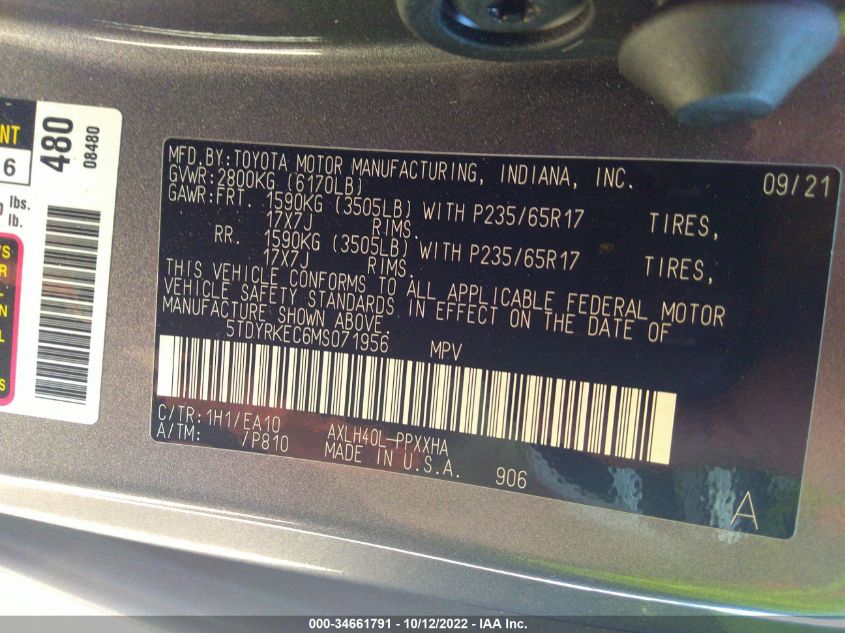 MFD.BY:TOYOTA MOTOR MANUFACTURING, INDIANA, INC. 09/21
GVWR:2800KG (6170LB)
GAWR:FRT. 1590KG (3505LB) WITH P235/65R17 TIRES,
17X7J RIMS.
RR. 1590KG (3505LB) WITH P235/65R17 TIRES,
17X7J RIMS.
THIS VEHICLE CONFORMS TO ALL APPLICABLE FEDERAL MOTOR
VEHICLE SAFETY STANDARDS IN EFFECT ON THE DATE OF
MANUFACTURE SHOWN ABOVE.
5TDYRKEC6MS071956 MPV
C/TR:1H1/EA10 AXLH40L-PPXXHA
A/TM: /P810 MADE IN U.S.A. 906
A
NT
6
480
08480
lbs.
lb.
000-34661791 - 10/12/2022 - IAA Inc.